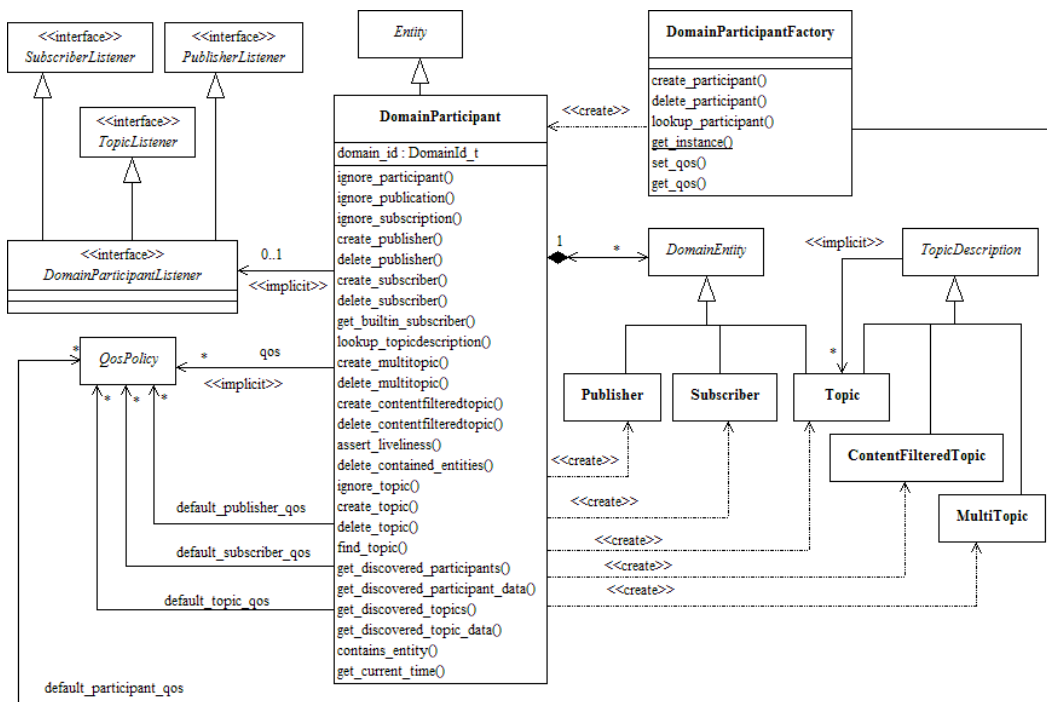 <<interface>>
SubscriberListener
<<interface>>
PublisherListener
<<interface>>
TopicListener
<<interface>>
DomainParticipantListener
Entity
DomainParticipant
domain_id : DomainId_t
ignore_participant()
ignore_publication()
ignore_subscription()
create_publisher()
delete_publisher()
create_subscriber()
delete_subscriber()
get_builtin_subscriber()
lookup_topicdescription()
create_multitopic()
delete_multitopic()
create_contentfilteredtopic()
delete_contentfilteredtopic()
assert_liveliness()
delete_contained_entities()
ignore_topic()
create_topic()
delete_topic()
find_topic()
get_discovered_participants()
get_discovered_participant_data()
get_discovered_topics()
get_discovered_topic_data()
contains_entity()
get_current_time()
<<create>>
DomainParticipantFactory
create_participant()
delete_participant()
lookup_participant()
get_instance()
set_qos()
get_qos()
0..1
<<implicit>>
QosPolicy
*
*
qos
<<implicit>>
*
*
*
default_publisher_qos
default_subscriber_qos
default_topic_qos
default_participant_qos
1
*
DomainEntity
<<implicit>>
TopicDescription
*
Publisher
Subscriber
Topic
ContentFilteredTopic
MultiTopic
<<create>>
<<create>>
<<create>>
<<create>>
<<create>>